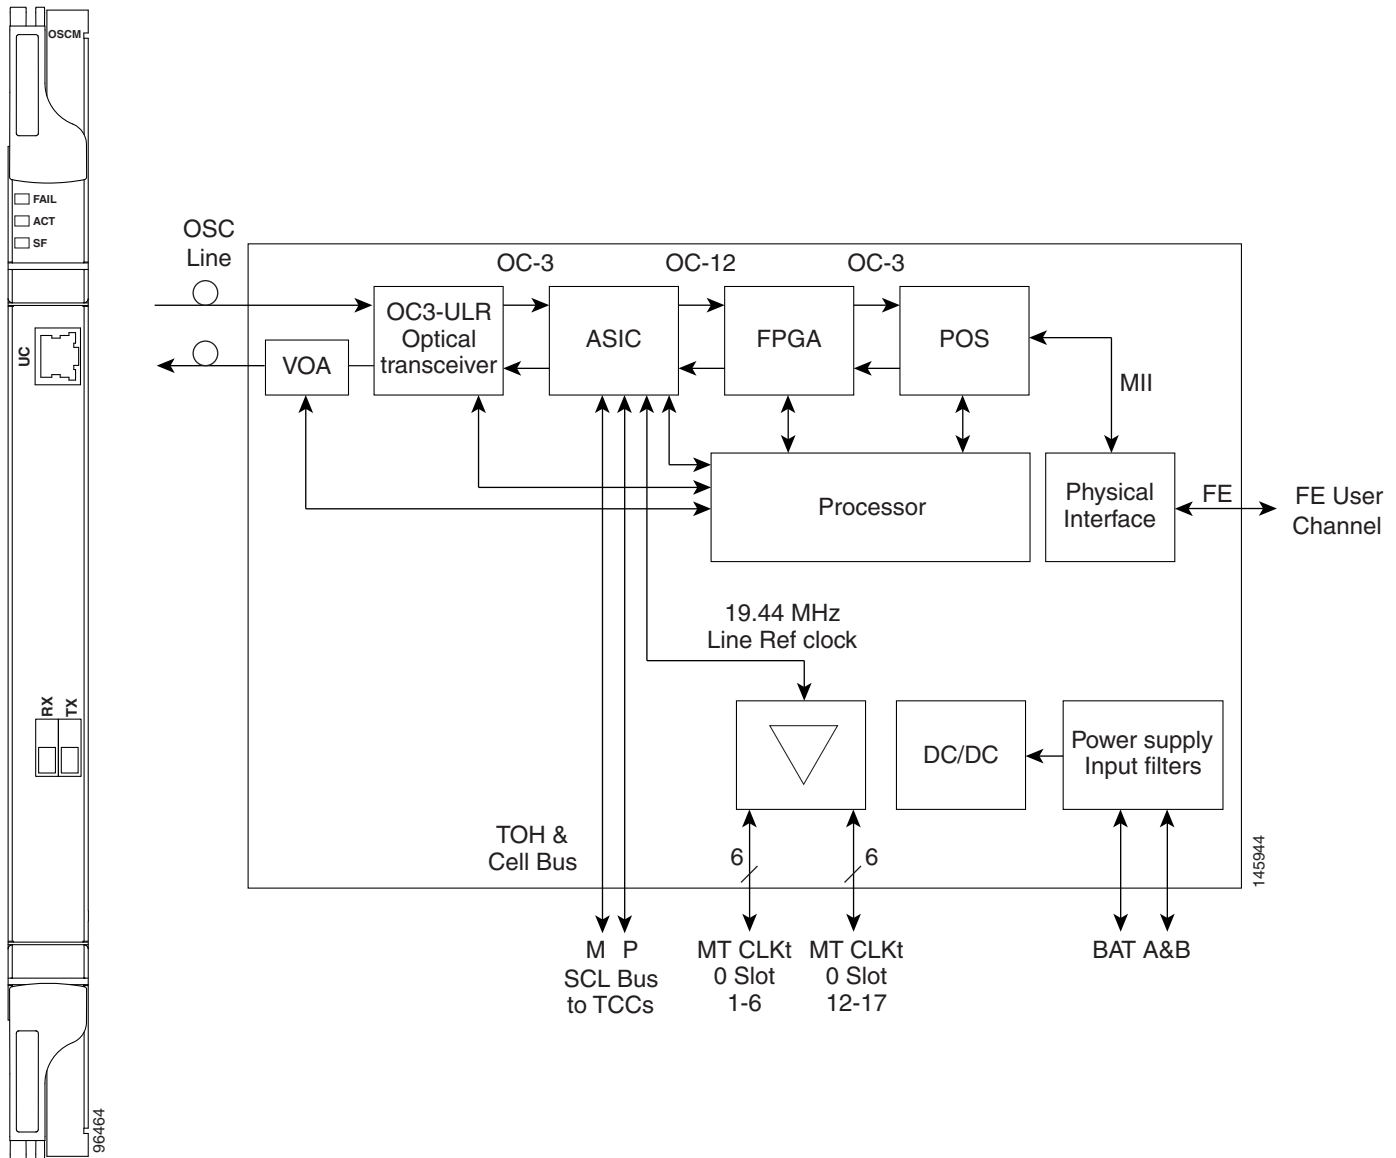 OSCM
FAIL
ACT
SF
UC
RX
TX
96464
OSC
Line
OC-3
OC-12
OC-3
OC3-ULR
Optical
transceiver
ASIC
FPGA
POS
VOA
MII
Processor
Physical
Interface
FE
FE User
Channel
19.44 MHz
Line Ref clock
DC/DC
Power supply
Input filters
TOH &
Cell Bus
6
6
145944
M P
SCL Bus
to TCCs
MT CLKt
0 Slot
1-6
MT CLKt
0 Slot
12-17
BAT A&B